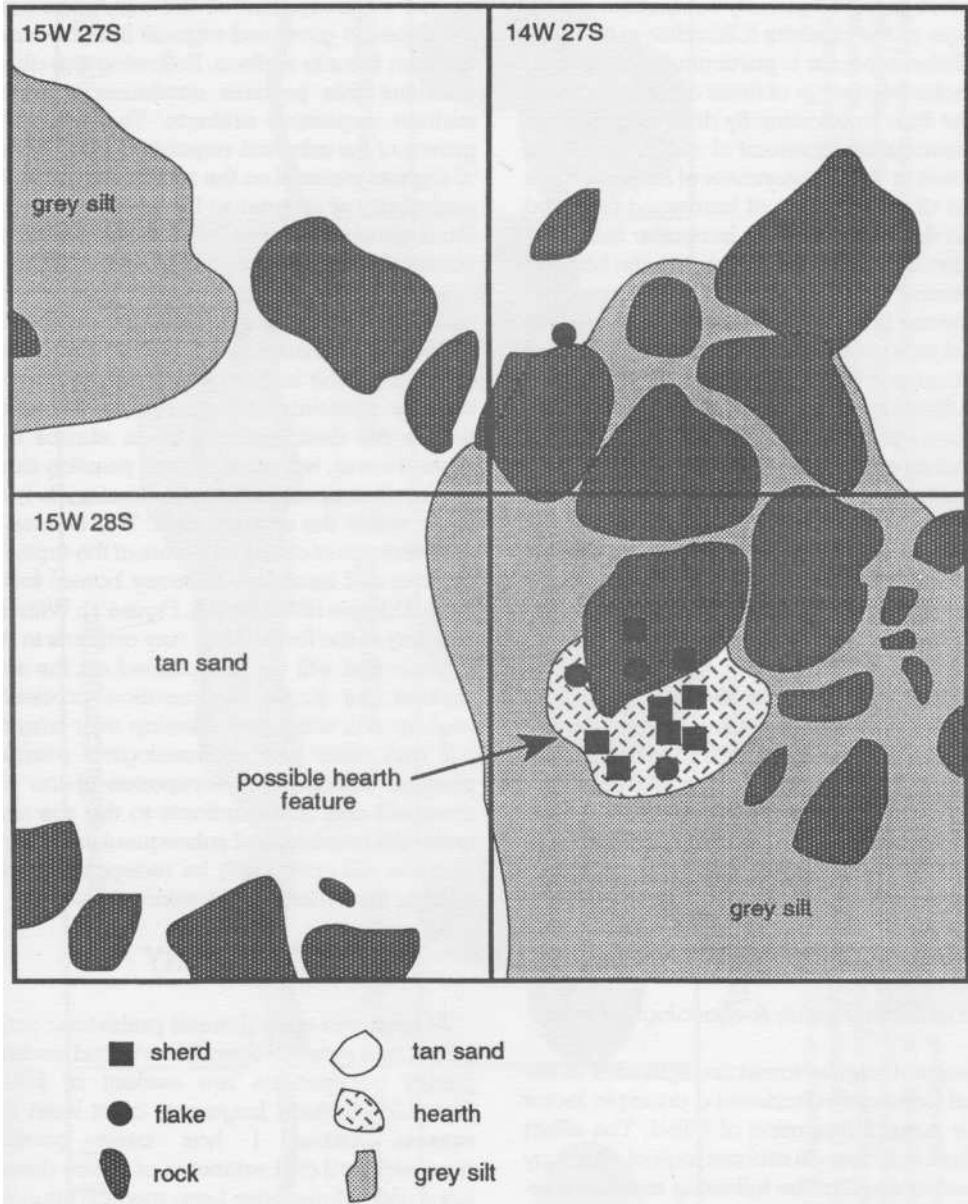 15W 27S
14W 27S
grey silt
15W 28S
tan sand
possible hearth
feature
grey silt
sherd
tan sand
flake
hearth
rock
grey silt